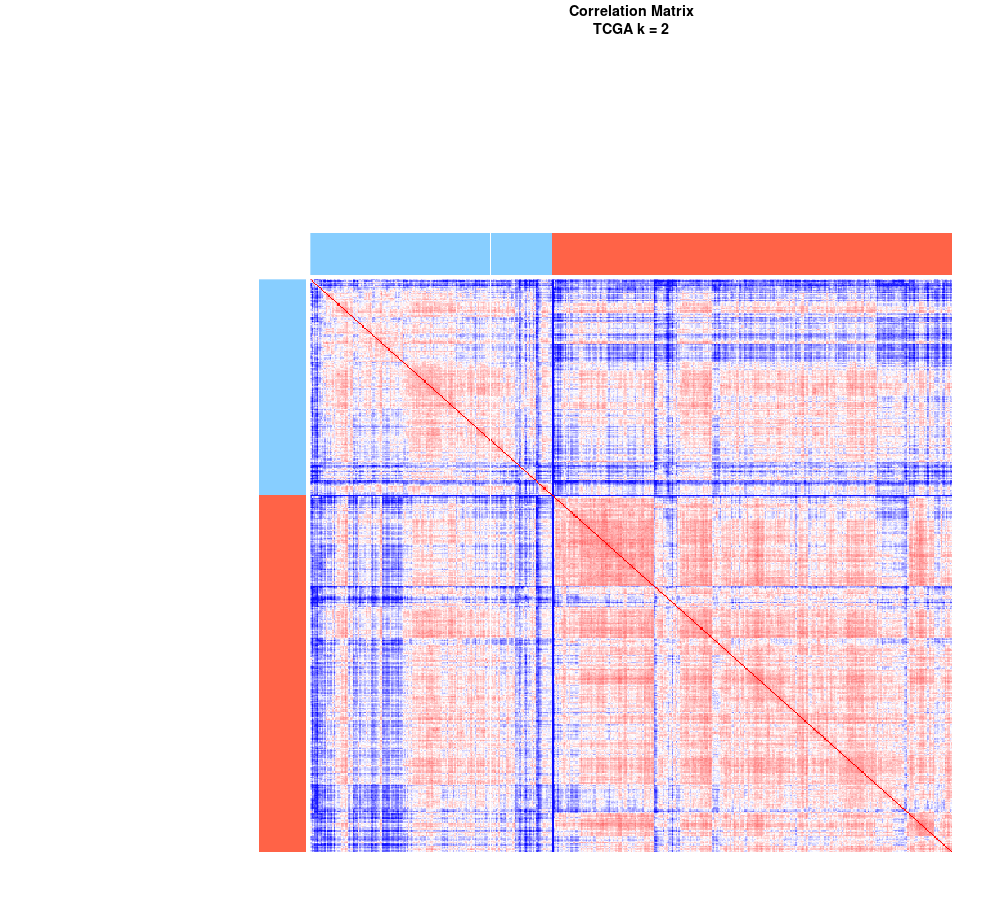 Correlation Matrix
TCGA k = 2